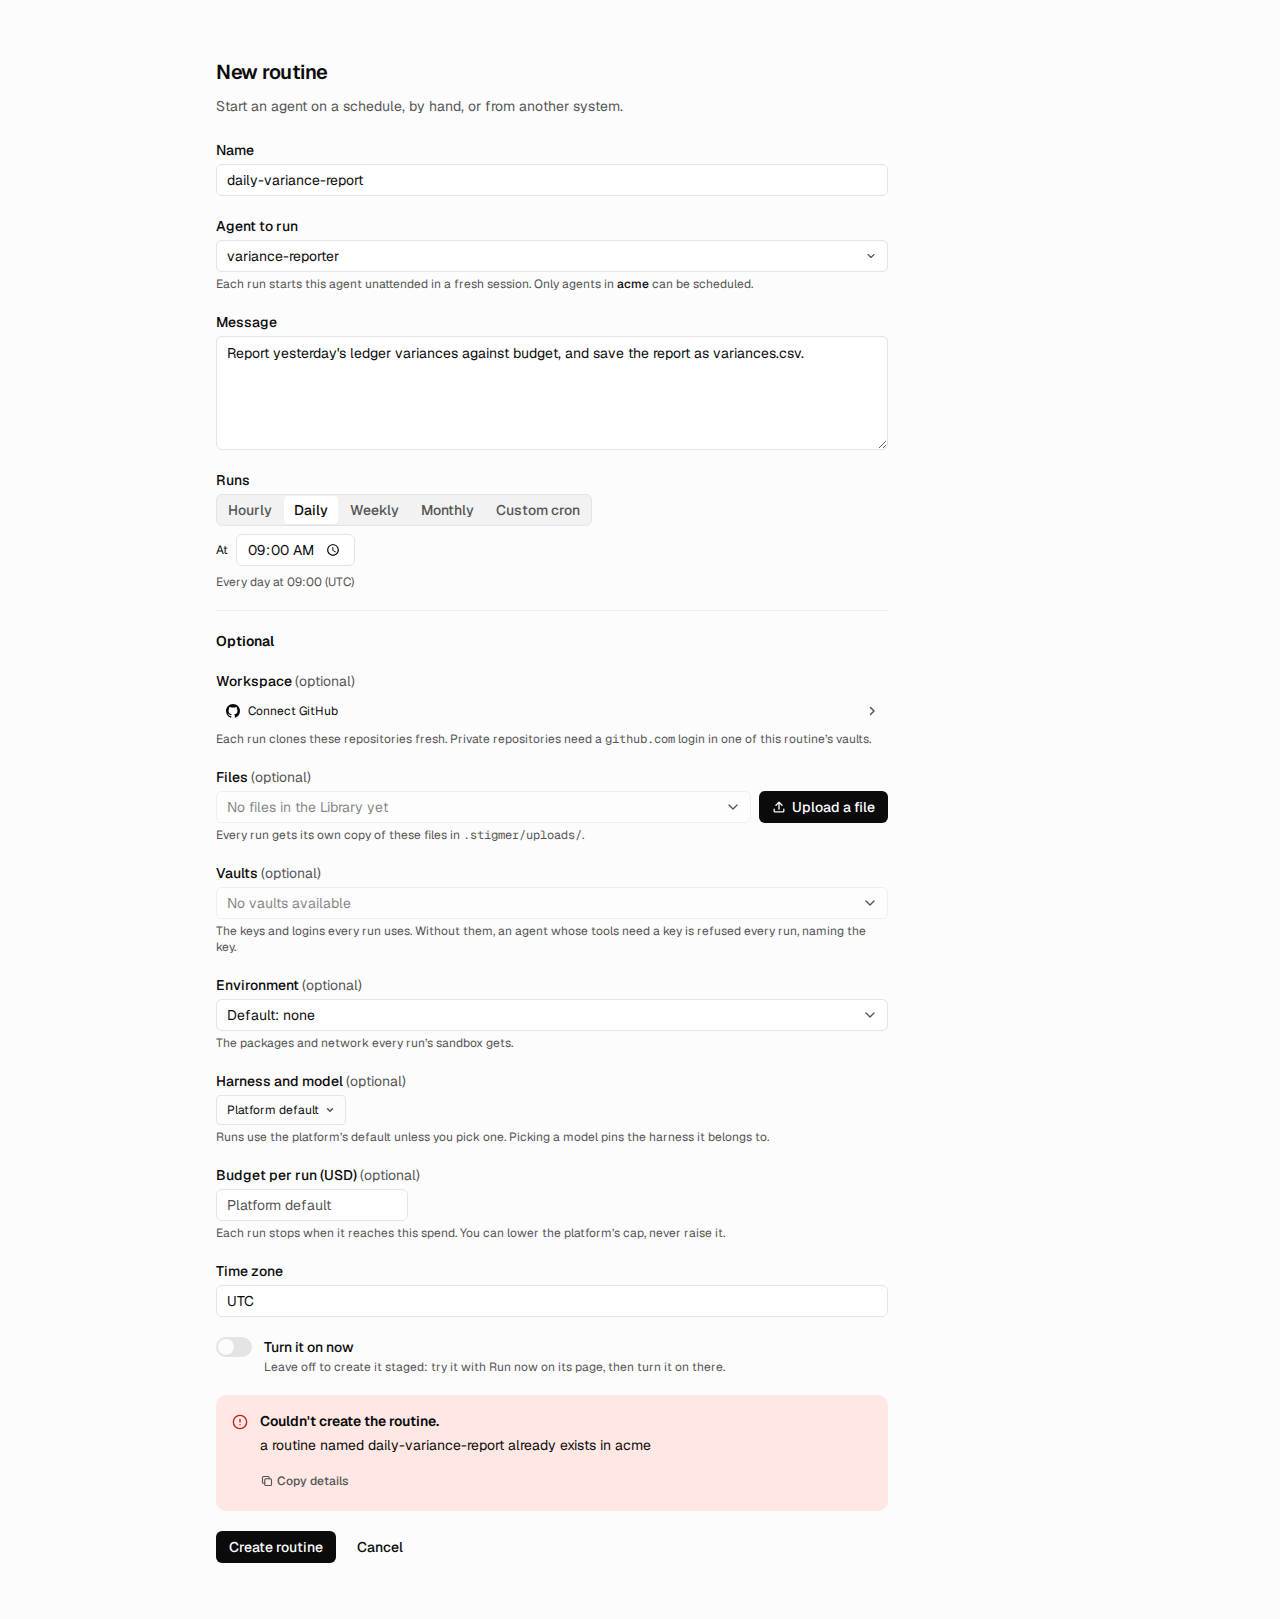 New routine
Start an agent on a schedule, by hand, or from another system.
Name
daily-variance-report
Agent to run
variance-reporter
Each run starts this agent unattended in a fresh session. Only agents in acme can be scheduled.
Message
Report yesterday's ledger variances against budget, and save the report as variances.csv.
Runs
Hourly Daily Weekly Monthly Custom cron
At 09:00 AM
Every day at 09:00 (UTC)
Optional
Workspace (optional)
Connect GitHub
Each run clones these repositories fresh. Private repositories need a github.com login in one of this routine's vaults.
Files (optional)
No files in the Library yet Upload a file
Every run gets its own copy of these files in .stigmer/uploads/.
Vaults (optional)
No vaults available
The keys and logins every run uses. Without them, an agent whose tools need a key is refused every run, naming the
key.
Environment (optional)
Default: none
The packages and network every run's sandbox gets.
Harness and model (optional)
Platform default
Runs use the platform's default unless you pick one. Picking a model pins the harness it belongs to.
Budget per run (USD) (optional)
Platform default
Each run stops when it reaches this spend. You can lower the platform's cap, never raise it.
Time zone
UTC
Turn it on now
Leave off to create it staged: try it with Run now on its page, then turn it on there.
Couldn't create the routine.
a routine named daily-variance-report already exists in acme
Copy details
Create routine Cancel